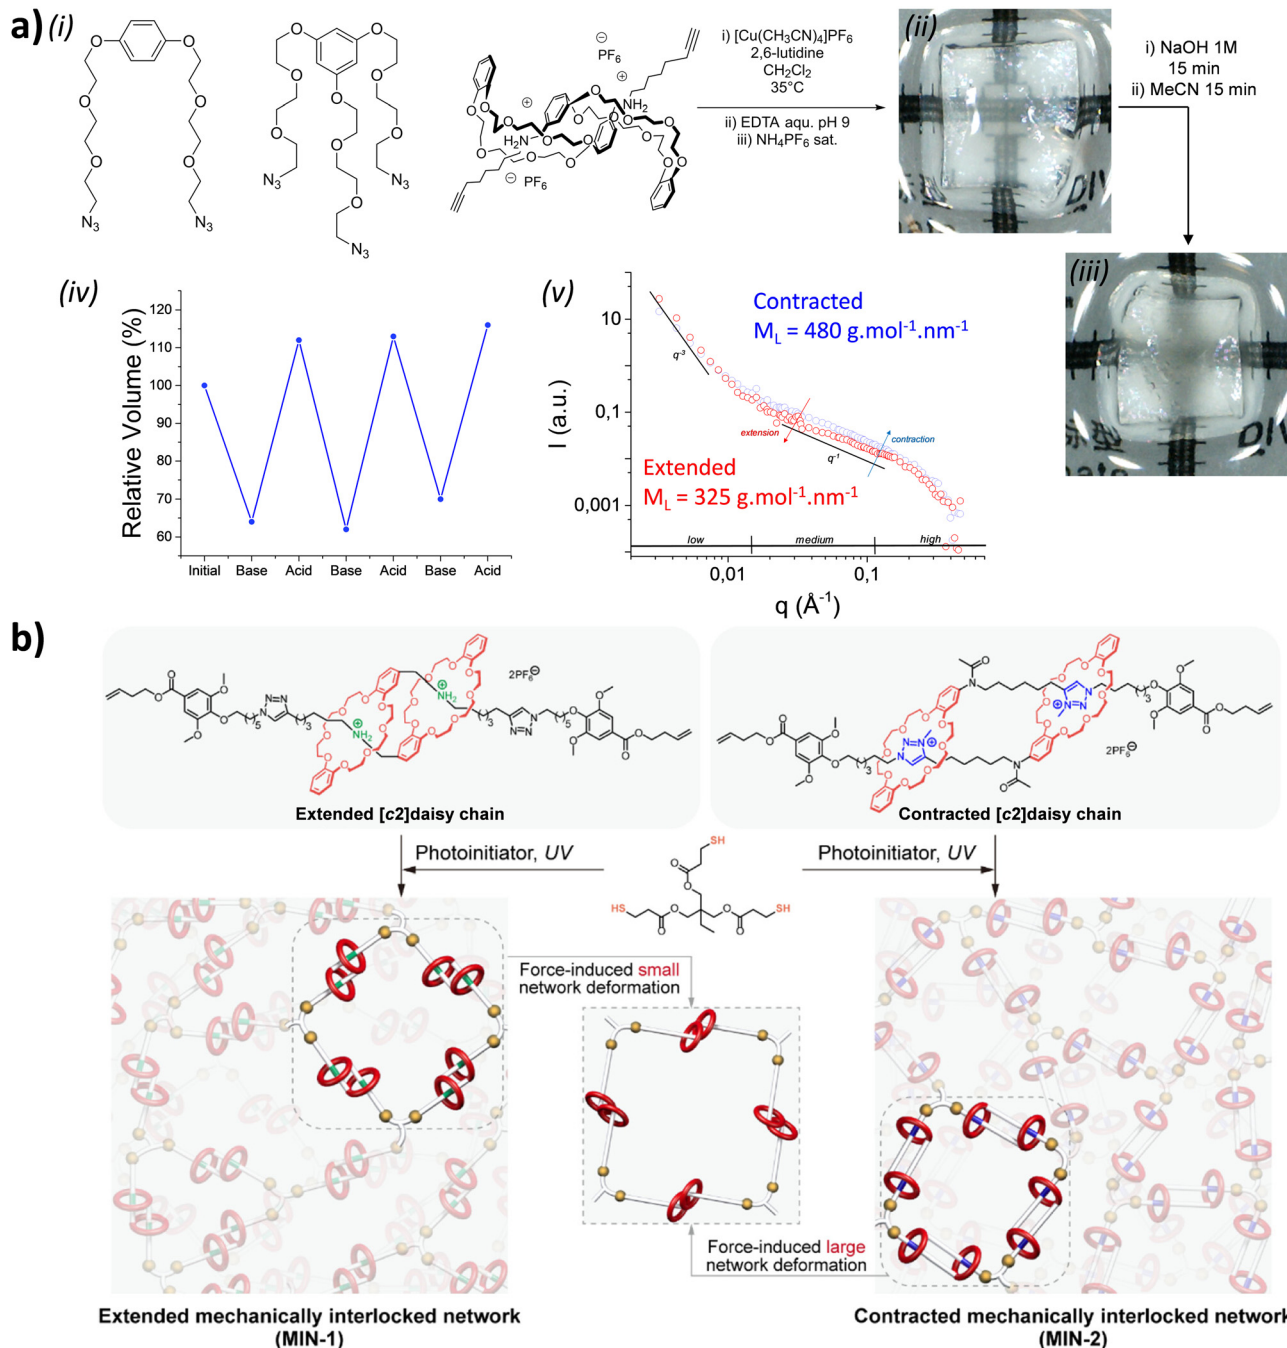 a) (i)
O
O
O
O
O
O
N3
N3
O
O
O
O
O
O
O
O
N3
N3
O
N3
⊖
PF6
⊕
NH2
⊕
H2N
⊖ PF6
i) [Cu(CH3CN)4]PF6
2,6-lutidine
CH2Cl2
35°C
ii) EDTA aqu. pH 9
iii) NH4PF6 sat.
(ii)
i) NaOH 1M
15 min
ii) MeCN 15 min
(iii)
(iv)
Relative Volume (%)
120
110
100
90
80
70
60
Initial Base Acid Base Acid Base Acid
(v)
I (a.u.)
10
0,1
0,001
q-3
Contracted
ML = 480 g.mol-1.nm-1
extension
contraction
q-1
Extended
ML = 325 g.mol-1.nm-1
low medium high
0,01 0,1
q (Å-1)
b)
2PF6⊖
Extended [c2]daisy chain
2PF6⊖
Contracted [c2]daisy chain
Photoinitiator, UV
Photoinitiator, UV
SH
HS
SH
Force-induced small
network deformation
Force-induced large
network deformation
Extended mechanically interlocked network
(MIN-1)
Contracted mechanically interlocked network
(MIN-2)